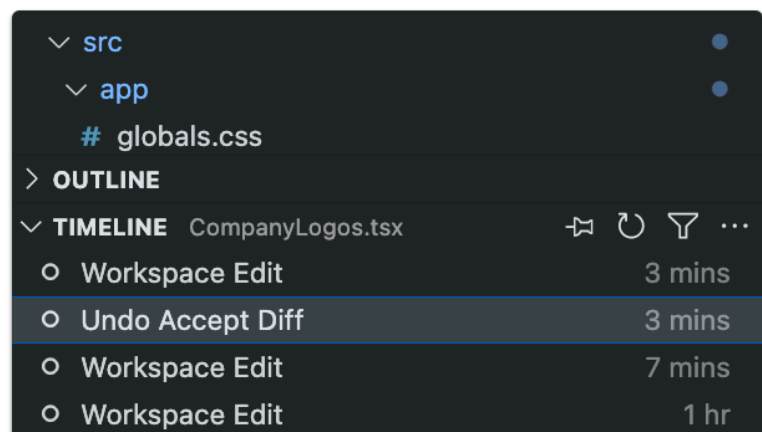 src
app
# globals.css
OUTLINE
TIMELINE CompanyLogos.tsx
Workspace Edit 3 mins
Undo Accept Diff 3 mins
Workspace Edit 7 mins
Workspace Edit 1 hr